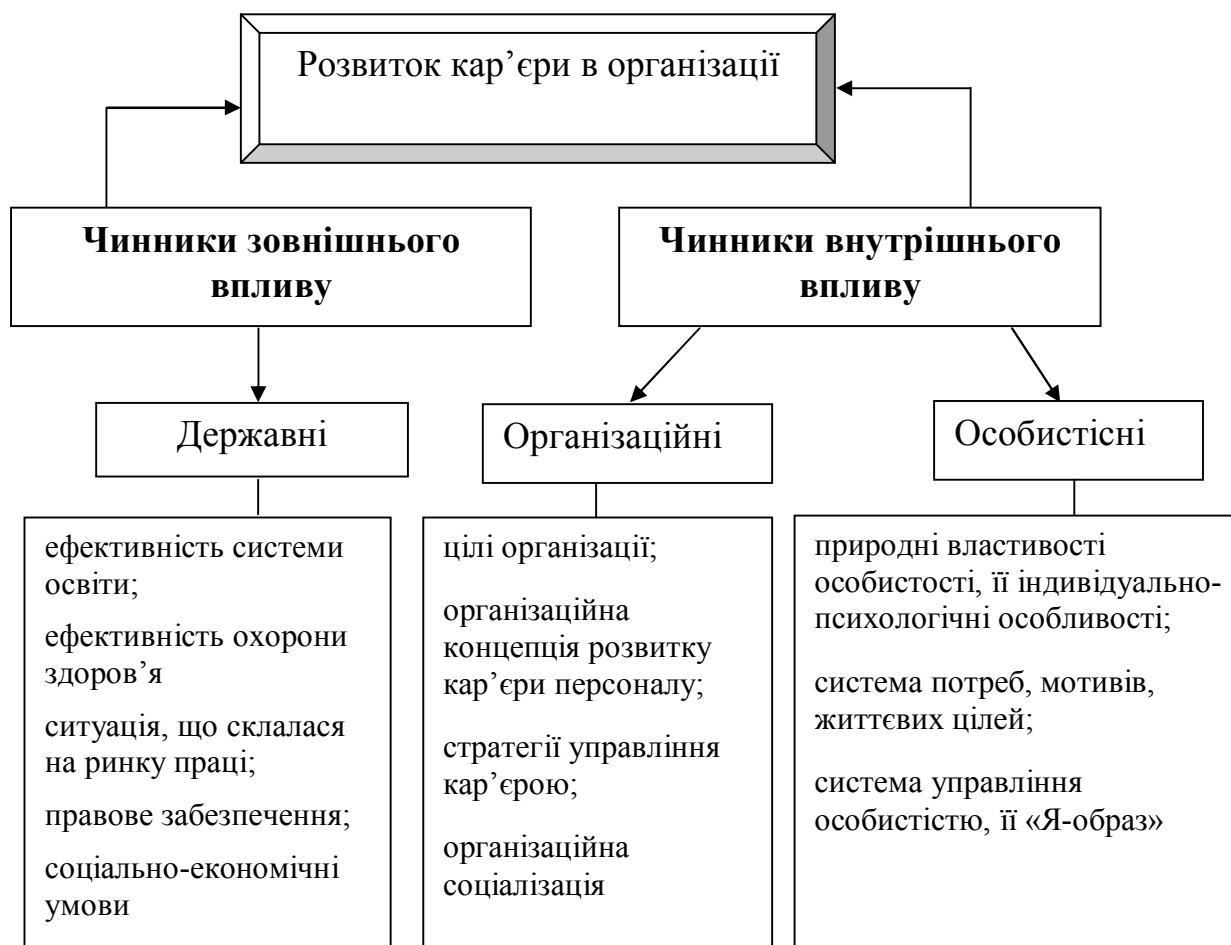 Розвиток кар’єри в організації
Чинники зовнішнього
впливу
Чинники внутрішнього
впливу
Державні
Організаційні
Особистісні
ефективність системи
освіти;
ефективність охорони
здоров’я
ситуація, що склалася
на ринку праці;
правове забезпечення;
соціально-економічні
умови
цілі організації;
організаційна
концепція розвитку
кар’єри персоналу;
стратегії управління
кар’єрою;
організаційна
соціалізація
природні властивості
особистості, її індивідуально-
психологічні особливості;
система потреб, мотивів,
життєвих цілей;
система управління
особистістю, її «Я-образ»